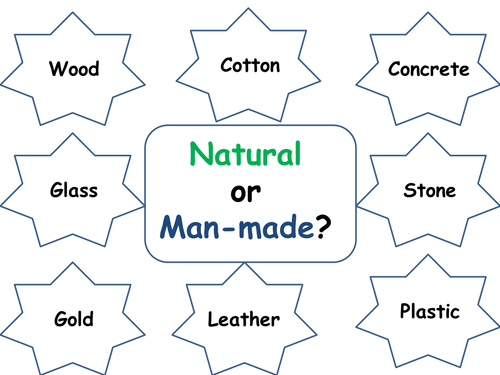 Wood
Cotton
Concrete
Natural
or
Man-made?
Glass
Stone
Gold
Leather
Plastic